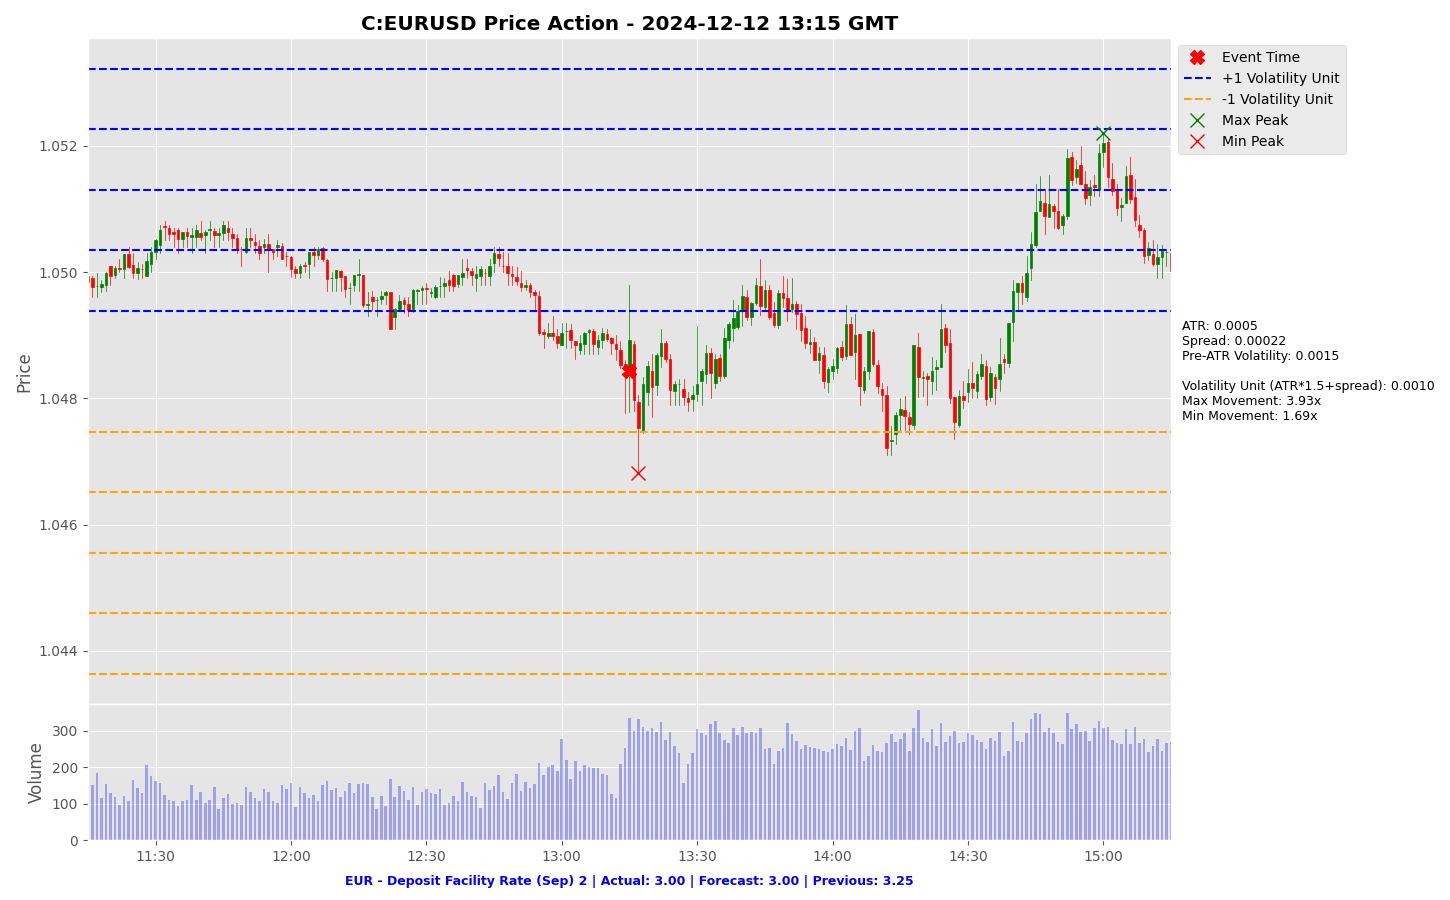 C:EURUSD Price Action - 2024-12-12 13:15 GMT
Event Time
+1 Volatility Unit
-1 Volatility Unit
Max Peak
Min Peak
Price
1.052
1.050
1.048
1.046
1.044
ATR: 0.0005
Spread: 0.00022
Pre-ATR Volatility: 0.0015
Volatility Unit (ATR*1.5+spread): 0.0010
Max Movement: 3.93x
Min Movement: 1.69x
Volume
300
200
100
0
11:30 12:00 12:30 13:00 13:30 14:00 14:30 15:00
EUR - Deposit Facility Rate (Sep) 2 | Actual: 3.00 | Forecast: 3.00 | Previous: 3.25